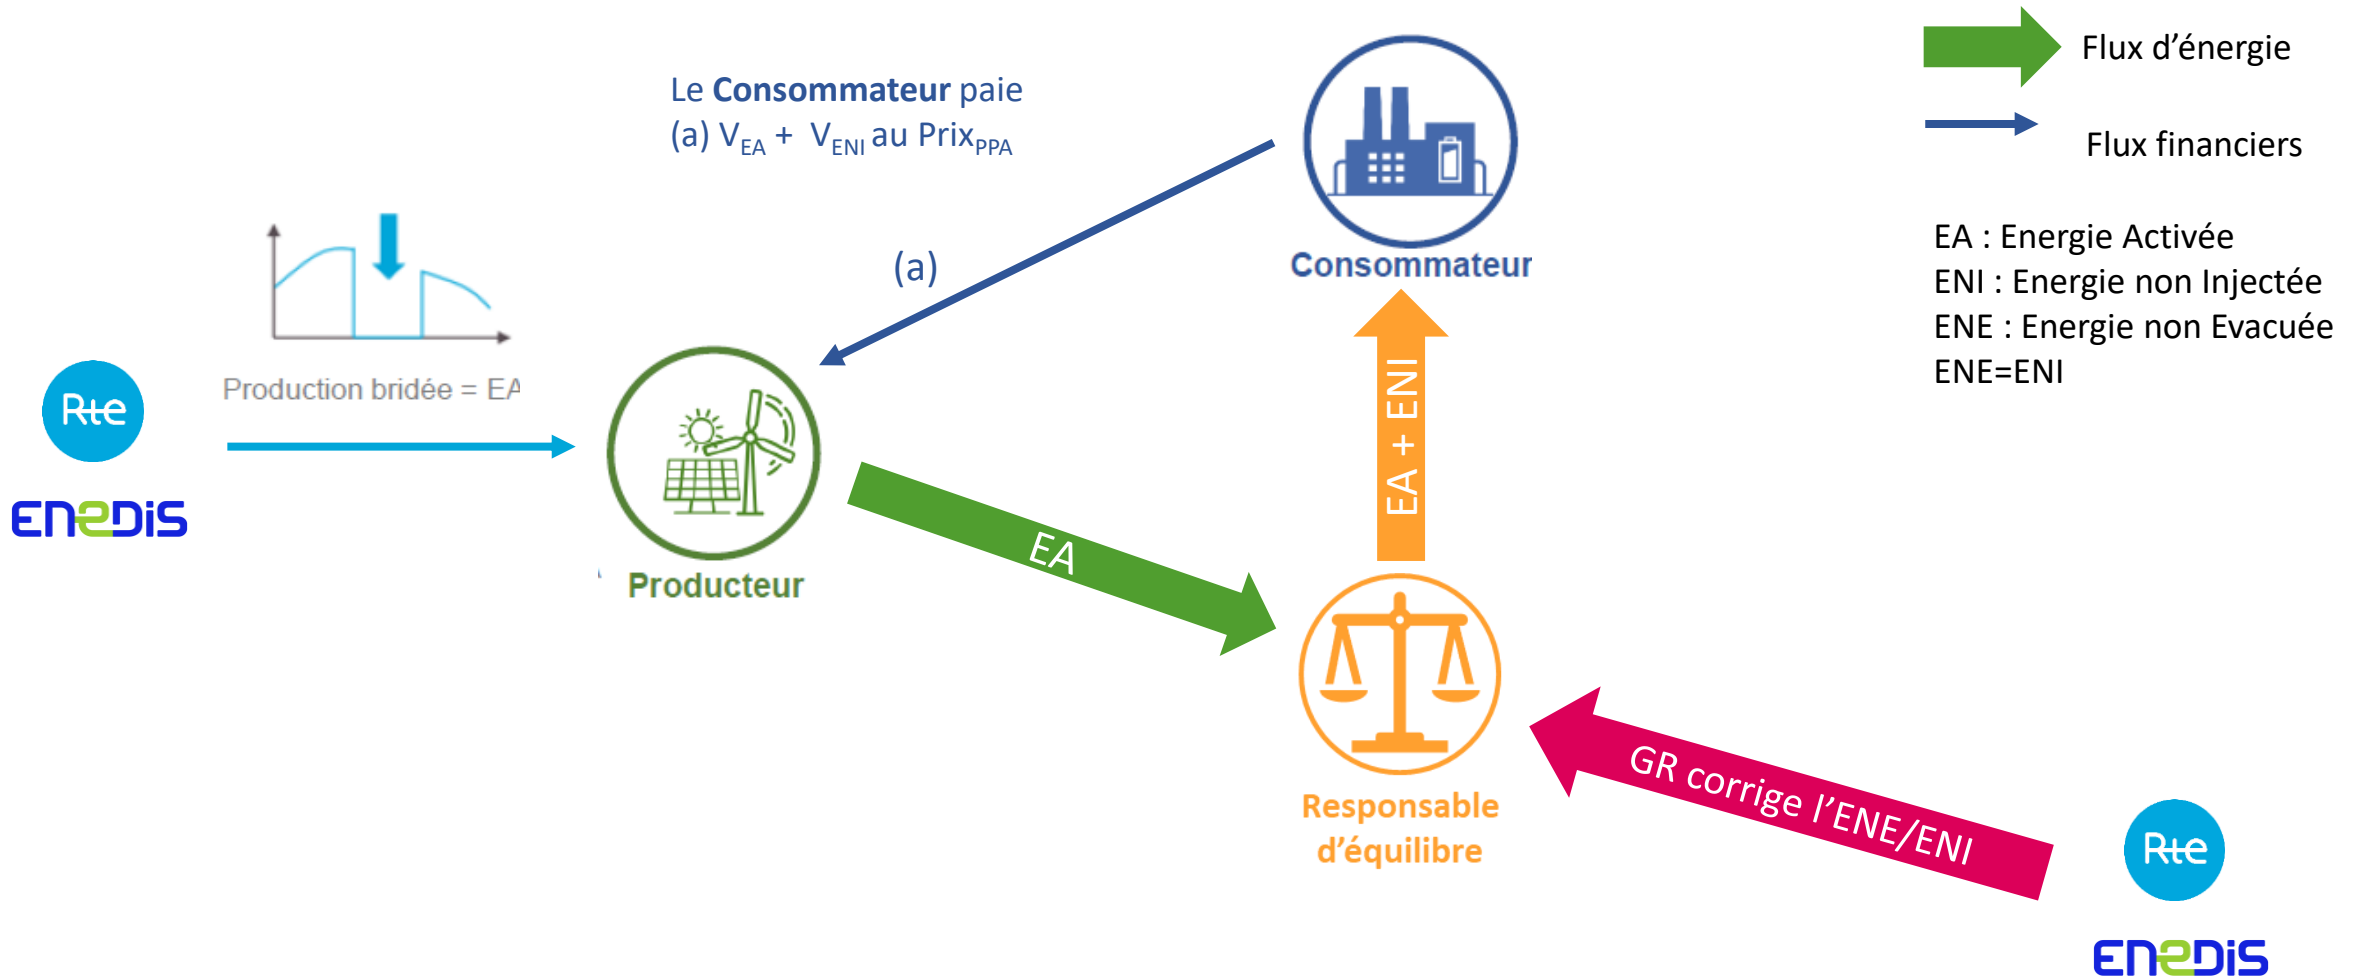 Le Consommateur paie
(a) VEA + VENI au PrixPPA
Flux d'énergie
Flux financiers
EA : Energie Activée
ENI : Energie non Injectée
ENE : Energie non Evacuée
ENE=ENI
(a)
Consommateur
Production bridée = EA
Rte
ENEDIS
Producteur
EA
EA + ENI
Responsable
d'équilibre
GR corrige l'ENE/ENI
Rte
ENEDIS